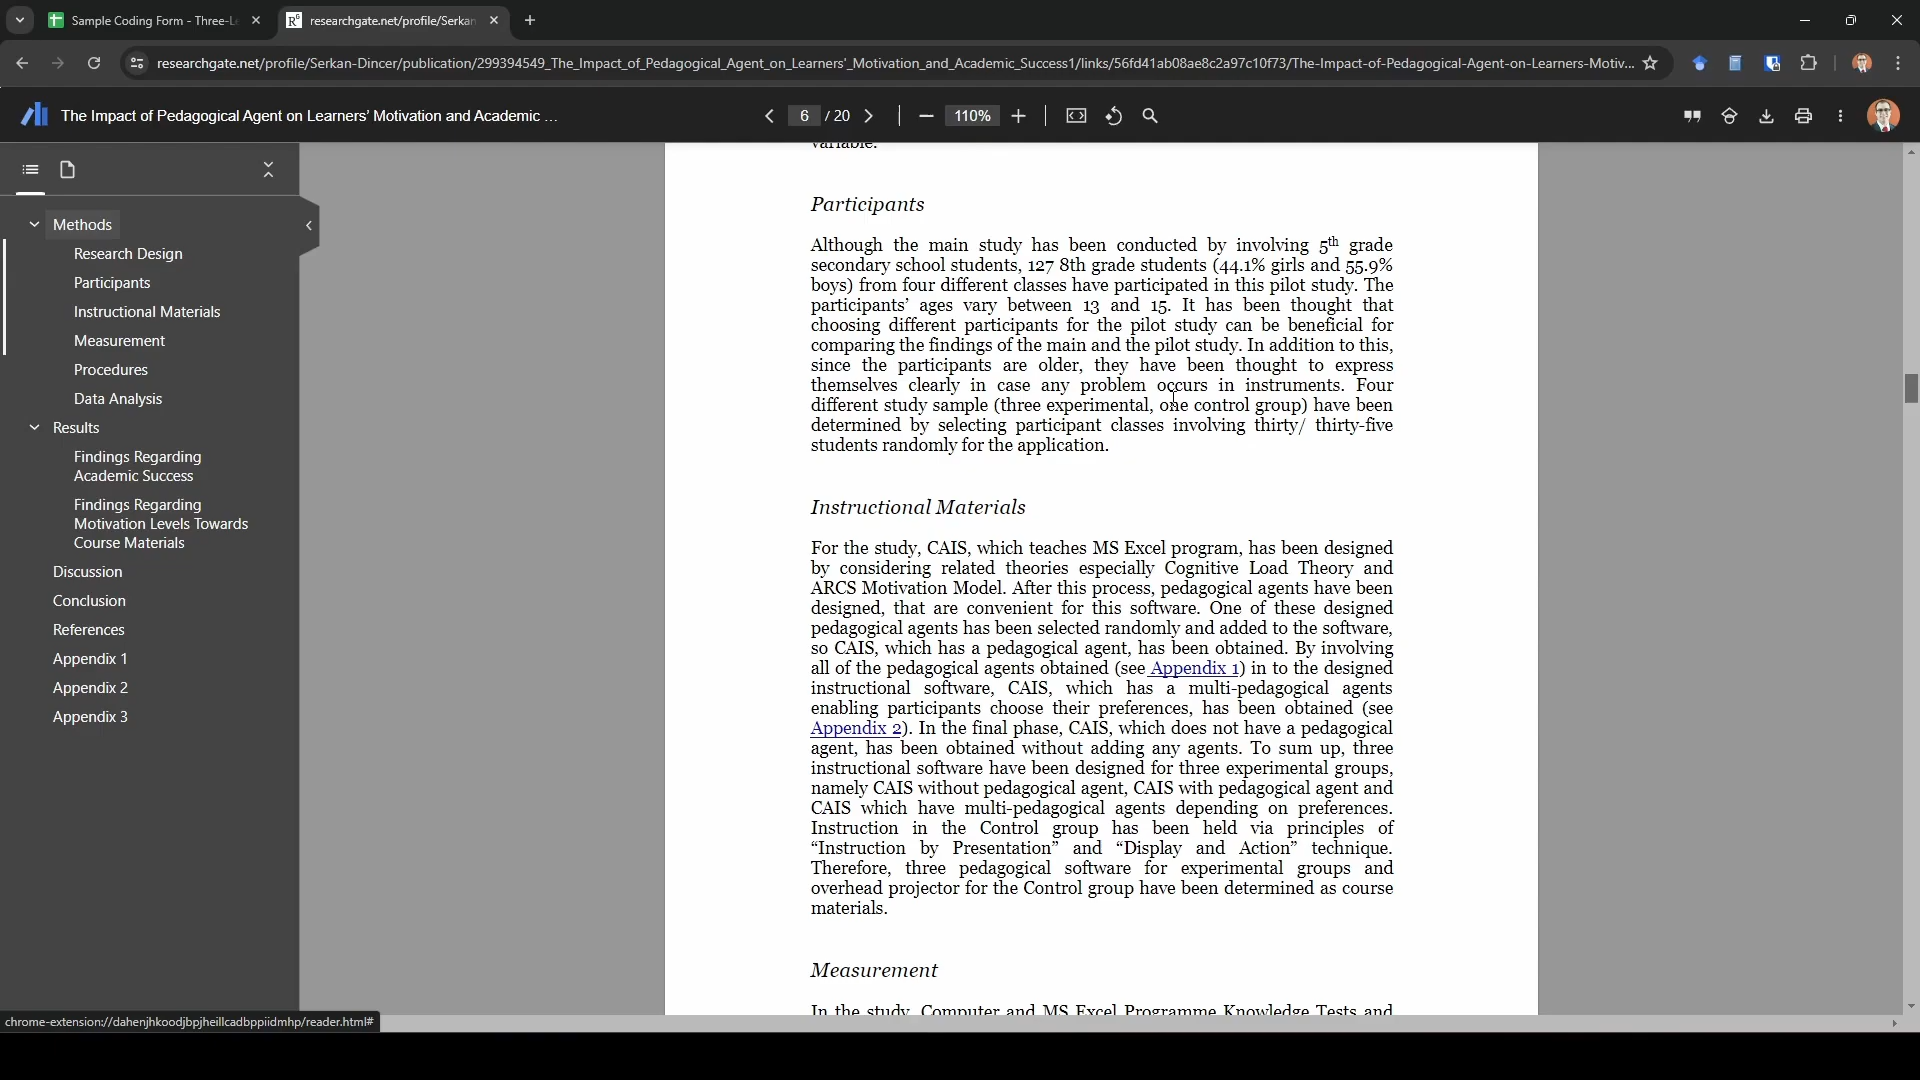 Sample Coding Form - Three-L
researchgate.net/profile/Serkan
researchgate.net/profile/Serkan-Dincer/publication/299394549_The_Impact_of_Pedagogical_Agent_on_Learners'_Motivation_and_Academic_Success1/links/56fd41ab08ae8c2a97c10f73/The-Impact-of-Pedagogical-Agent-on-Learners-Motiv...
The Impact of Pedagogical Agent on Learners’ Motivation and Academic ...
6 / 20
110%
Methods
Research Design
Participants
Instructional Materials
Measurement
Procedures
Data Analysis
Results
Findings Regarding
Academic Success
Findings Regarding
Motivation Levels Towards
Course Materials
Discussion
Conclusion
References
Appendix 1
Appendix 2
Appendix 3
variable.
Participants
Although the main study has been conducted by involving 5th grade
secondary school students, 127 8th grade students (44.1% girls and 55.9%
boys) from four different classes have participated in this pilot study. The
participants’ ages vary between 13 and 15. It has been thought that
choosing different participants for the pilot study can be beneficial for
comparing the findings of the main and the pilot study. In addition to this,
since the participants are older, they have been thought to express
themselves clearly in case any problem occurs in instruments. Four
different study sample (three experimental, one control group) have been
determined by selecting participant classes involving thirty/ thirty-five
students randomly for the application.
Instructional Materials
For the study, CAIS, which teaches MS Excel program, has been designed
by considering related theories especially Cognitive Load Theory and
ARCS Motivation Model. After this process, pedagogical agents have been
designed, that are convenient for this software. One of these designed
pedagogical agents has been selected randomly and added to the software,
so CAIS, which has a pedagogical agent, has been obtained. By involving
all of the pedagogical agents obtained (see Appendix 1) in to the designed
instructional software, CAIS, which has a multi-pedagogical agents
enabling participants choose their preferences, has been obtained (see
Appendix 2). In the final phase, CAIS, which does not have a pedagogical
agent, has been obtained without adding any agents. To sum up, three
instructional software have been designed for three experimental groups,
namely CAIS without pedagogical agent, CAIS with pedagogical agent and
CAIS which have multi-pedagogical agents depending on preferences.
Instruction in the Control group has been held via principles of
“Instruction by Presentation” and “Display and Action” technique.
Therefore, three pedagogical software for experimental groups and
overhead projector for the Control group have been determined as course
materials.
Measurement
In the study, Computer and MS Excel Programme Knowledge Tests and
chrome-extension://dahenjhkoodjbpjheillcadbppiidmhp/reader.html#